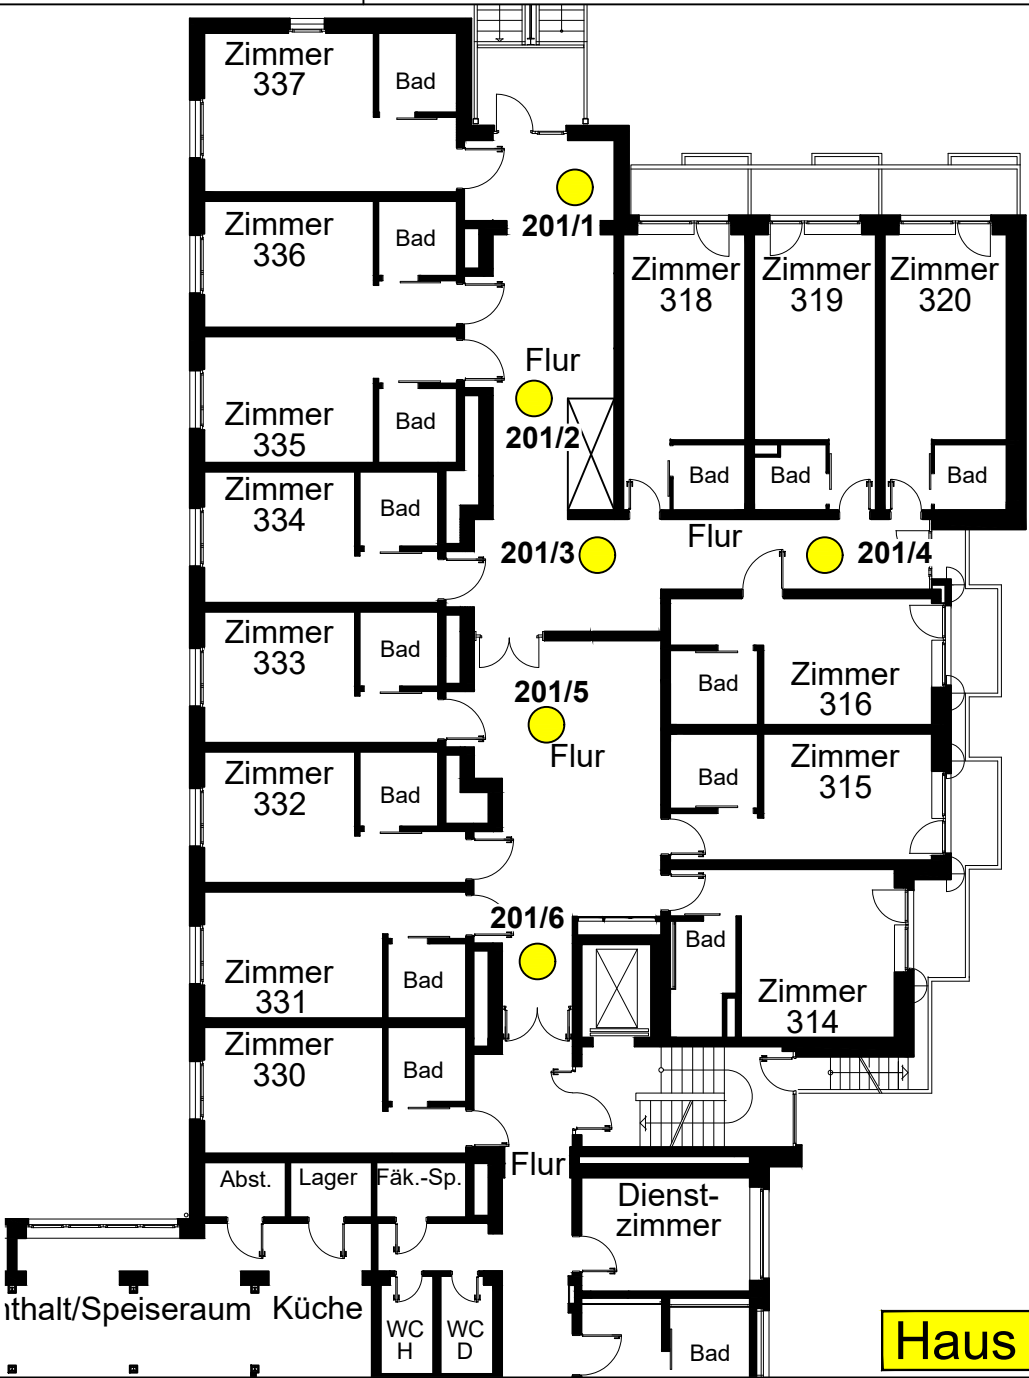 Zimmer
337
Bad
201/1
Zimmer
336
Bad
Zimmer
318
Zimmer
319
Zimmer
320
Flur
201/2
Zimmer
335
Bad
Bad
Bad
Bad
Zimmer
334
Bad
201/3
Flur
201/4
Zimmer
333
Bad
201/5
Flur
Bad
Zimmer
316
Zimmer
332
Bad
Bad
Zimmer
315
201/6
Zimmer
331
Bad
Bad
Zimmer
314
Zimmer
330
Bad
Flur
Abst.
Lager
Fäk.-Sp.
Dienst-
zimmer
nthalt/Speiseraum
Küche
WC
H
WC
D
Bad
Haus